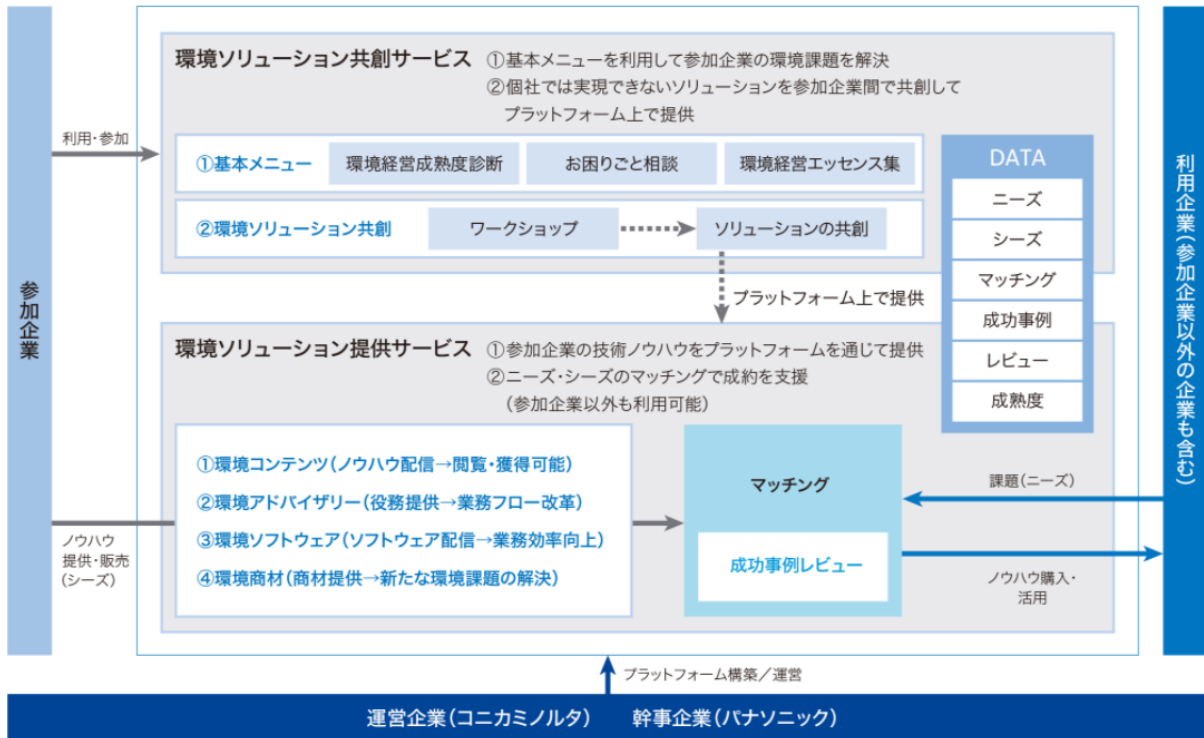 環境ソリューション共創サービス
①基本メニューを利用して参加企業の環境課題を解決
②個社では実現できないソリューションを参加企業間で共創して
プラットフォーム上で提供
利用・参加
①基本メニュー
環境経営成熟度診断
お困りごと相談
環境経営エッセンス集
②環境ソリューション共創
ワークショップ
ソリューションの共創
プラットフォーム上で提供
DATA
ニーズ
シーズ
マッチング
成功事例
レビュー
成熟度
参加企業
利用企業(参加企業以外の企業も含む)
環境ソリューション提供サービス
①参加企業の技術ノウハウをプラットフォームを通じて提供
②ニーズ・シーズのマッチングで成約を支援
(参加企業以外も利用可能)
①環境コンテンツ(ノウハウ配信→閲覧・獲得可能)
②環境アドバイザリー(役務提供→業務フロー改革)
③環境ソフトウェア(ソフトウェア配信→業務効率向上)
④環境商材(商材提供→新たな環境課題の解決)
マッチング
成功事例レビュー
ノウハウ
提供・販売
(シーズ)
課題(ニーズ)
ノウハウ購入・
活用
プラットフォーム構築／運営
運営企業(コニカミノルタ)　幹事企業(パナソニック)